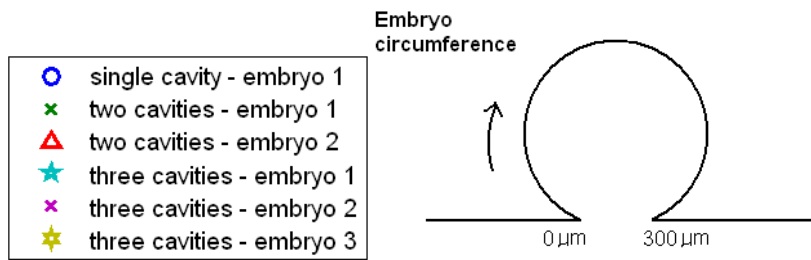 Embryo
circumference
single cavity - embryo 1
two cavities - embryo 1
two cavities - embryo 2
three cavities - embryo 1
three cavities - embryo 2
three cavities - embryo 3
0 µm
300 µm